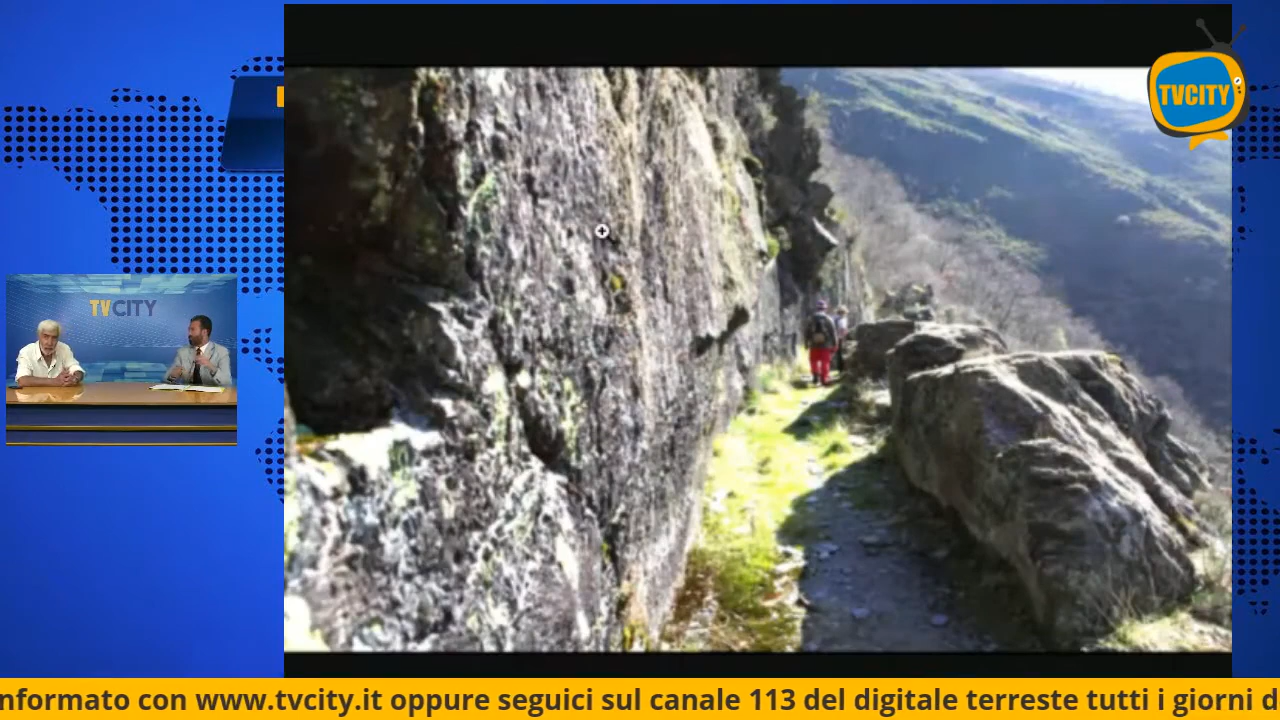 TVCITY
TVCITY
nformato con www.tvcity.it oppure seguici sul canale 113 del digitale terreste tutti i giorni d